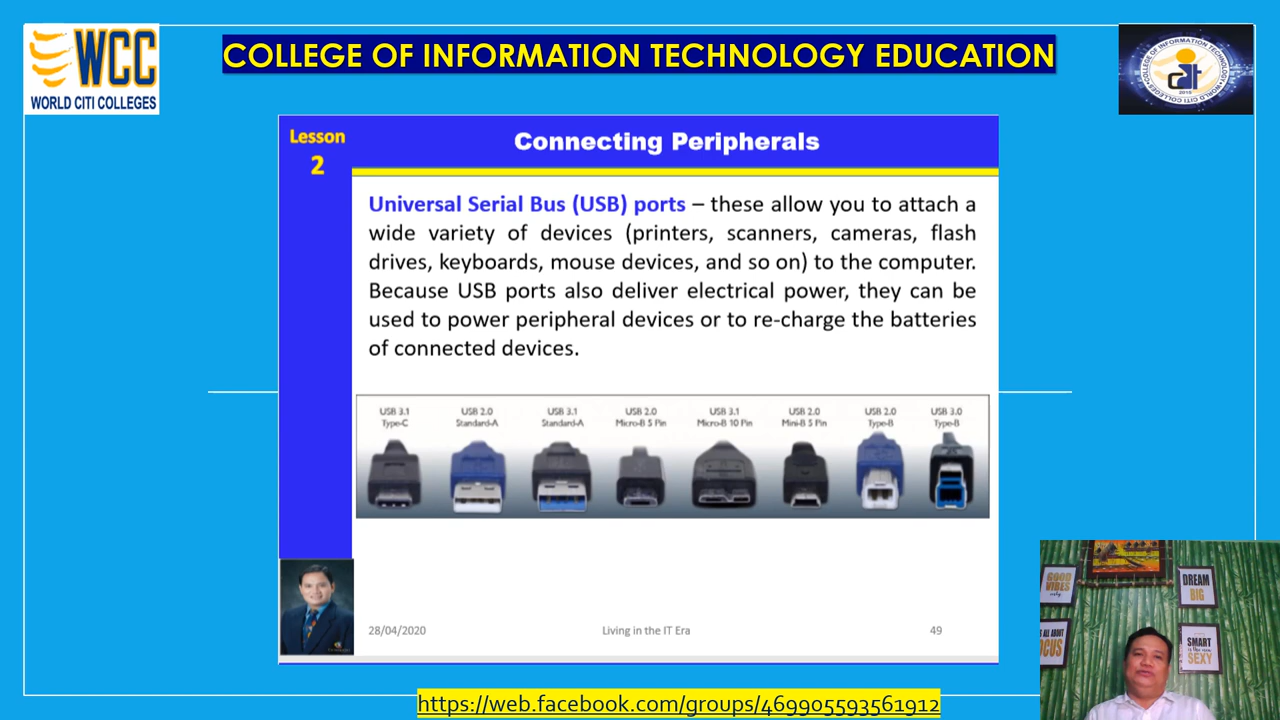 WCC
WORLD CITI COLLEGES
COLLEGE OF INFORMATION TECHNOLOGY EDUCATION
Lesson
2
Connecting Peripherals
Universal Serial Bus (USB) ports – these allow you to attach a
wide variety of devices (printers, scanners, cameras, flash
drives, keyboards, mouse devices, and so on) to the computer.
Because USB ports also deliver electrical power, they can be
used to power peripheral devices or to re-charge the batteries
of connected devices.
USB 3.1 Type-C
USB 2.0 Standard-A
USB 3.1 Standard-A
USB 2.0 Micro-B 5 Pin
USB 3.1 Micro-B 10 Pin
USB 2.0 Mini-B 5 Pin
USB 2.0 Type-B
USB 3.0 Type-B
28/04/2020
Living in the IT Era
49
GOOD
VIBES
DREAM
BIG
SMART
SEXY
https://web.facebook.com/groups/469905593561912